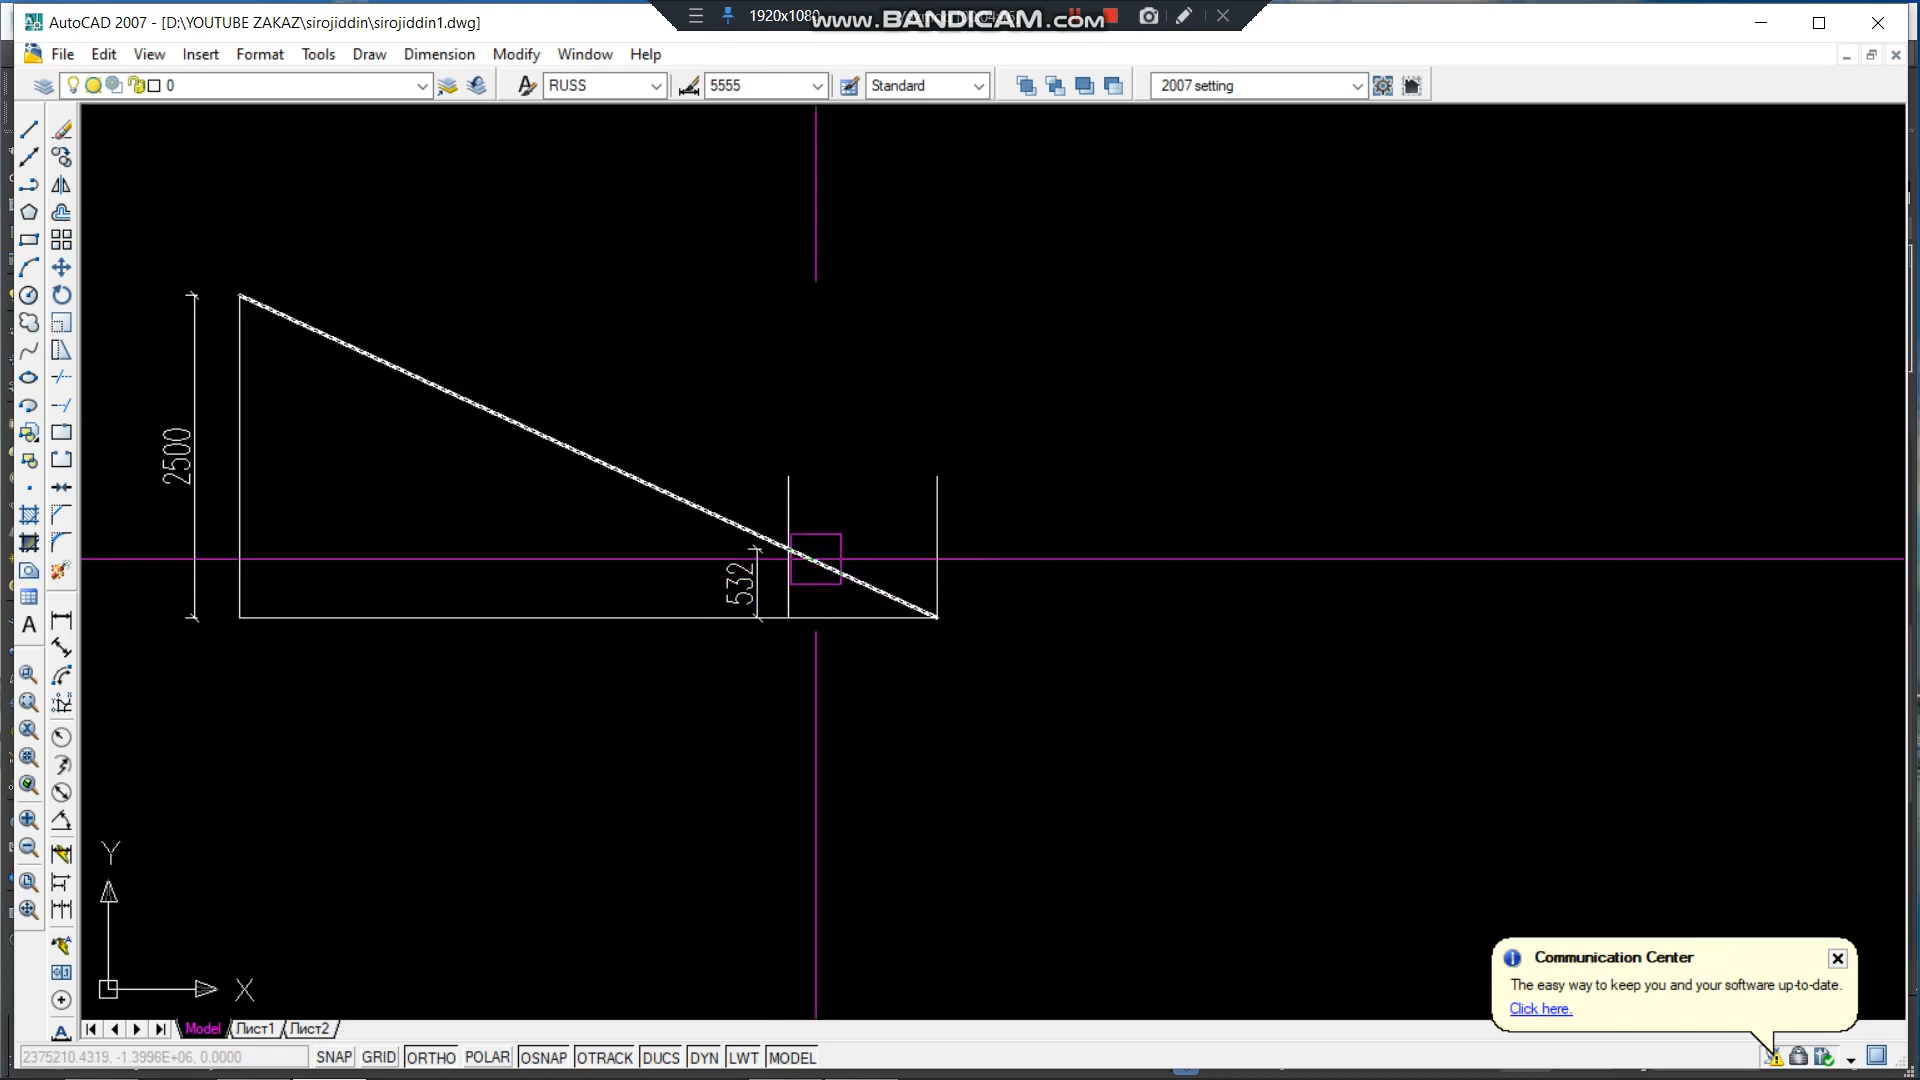 AutoCAD 2007 - [D:\YOUTUBE ZAKAZ\sirojiddin\sirojiddin1.dwg]
1920x1080
www.BANDICAM.com
File Edit View Insert Format Tools Draw Dimension Modify Window Help
0 RUSS 5555 Standard 2007 setting
2500
532
Y
X
A
Communication Center
The easy way to keep you and your software up-to-date.
Click here.
Model Лист1 Лист2
2375210.4319, -1.3996E+06, 0.0000 SNAP GRID ORTHO POLAR OSNAP OTRACK DUCS DYN LWT MODEL